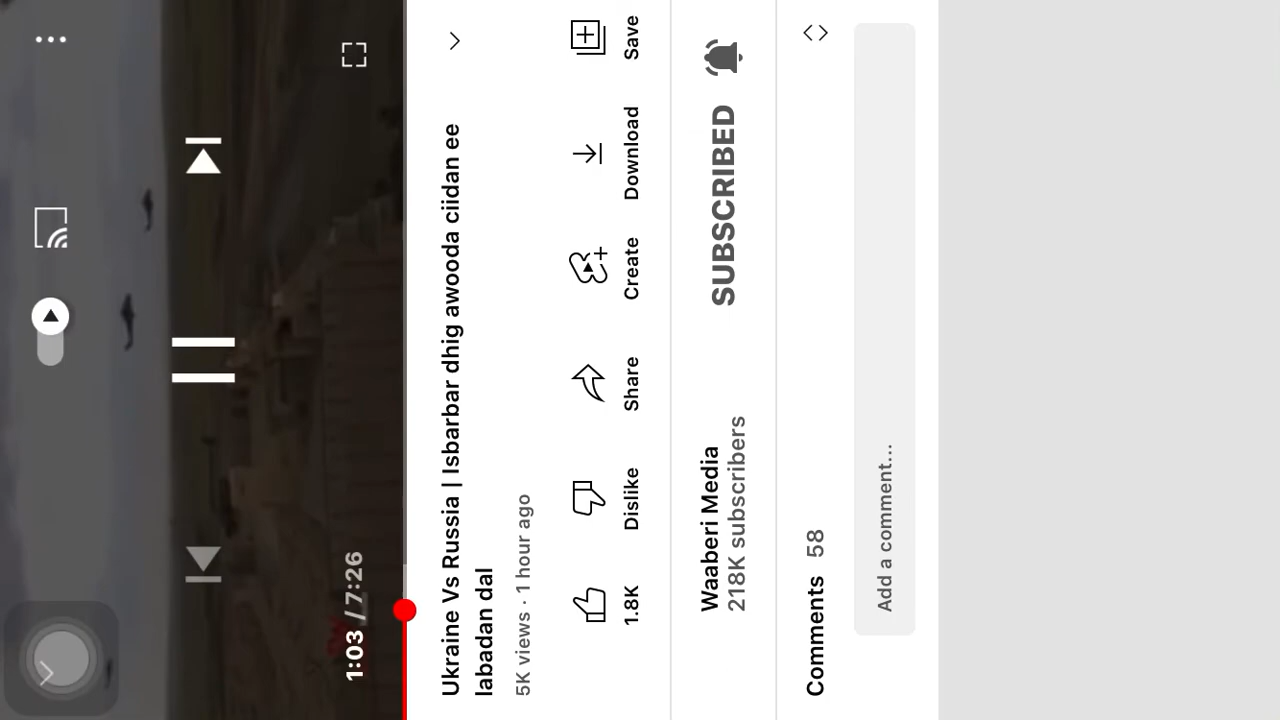 1:03 / 7:26
Ukraine Vs Russia | Isbarbar dhig awooda ciidan ee
labadan dal
5K views · 1 hour ago
1.8K
Dislike
Share
Create
Download
Save
Waaberi Media
218K subscribers
SUBSCRIBED
Comments 58
Add a comment...